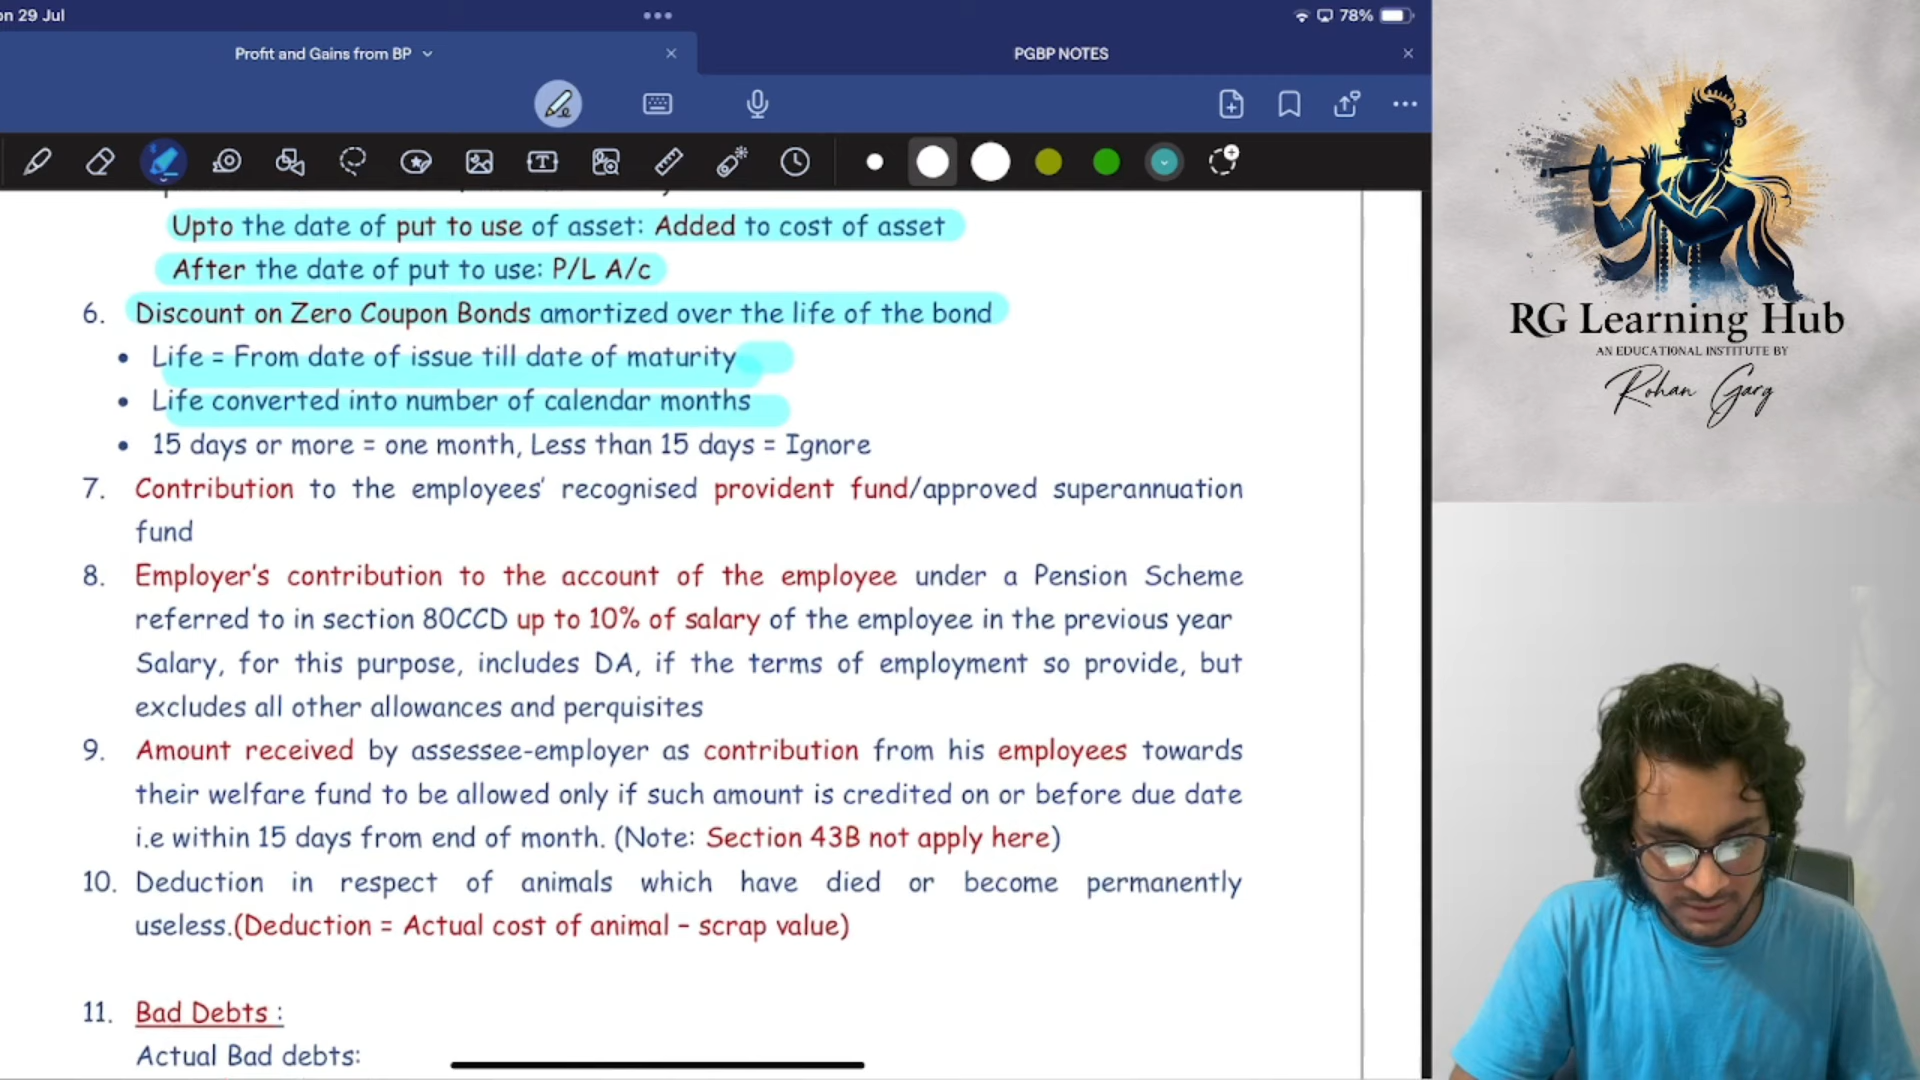 on 29 Jul
78%
Profit and Gains from BP
PGBP NOTES
Upto the date of put to use of asset: Added to cost of asset
After the date of put to use: P/L A/c
6. Discount on Zero Coupon Bonds amortized over the life of the bond
• Life = From date of issue till date of maturity
• Life converted into number of calendar months
• 15 days or more = one month, Less than 15 days = Ignore
7. Contribution to the employees' recognised provident fund/approved superannuation
fund
8. Employer's contribution to the account of the employee under a Pension Scheme
referred to in section 80CCD up to 10% of salary of the employee in the previous year
Salary, for this purpose, includes DA, if the terms of employment so provide, but
excludes all other allowances and perquisites
9. Amount received by assessee-employer as contribution from his employees towards
their welfare fund to be allowed only if such amount is credited on or before due date
i.e within 15 days from end of month. (Note: Section 43B not apply here)
10. Deduction in respect of animals which have died or become permanently
useless.(Deduction = Actual cost of animal – scrap value)
11. Bad Debts :
Actual Bad debts:
RG Learning Hub
AN EDUCATIONAL INSTITUTE BY
Rohan Garg